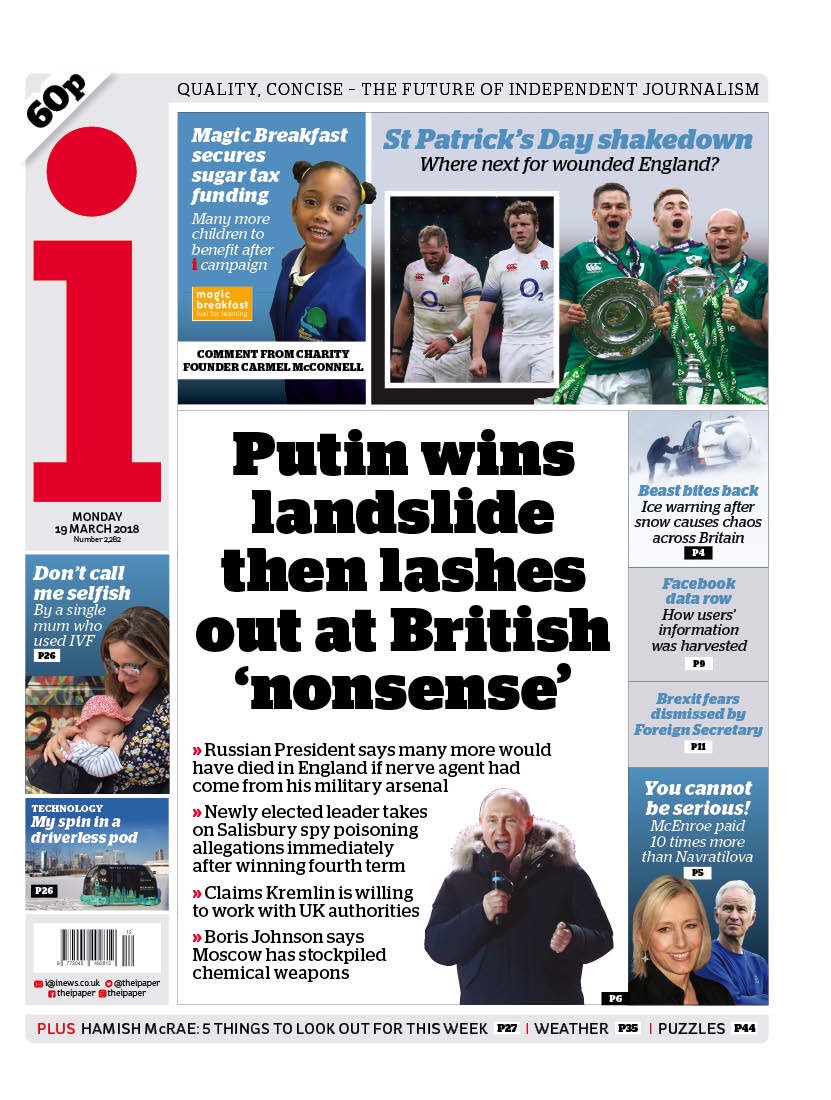 60p
QUALITY, CONCISE – THE FUTURE OF INDEPENDENT JOURNALISM
i
MONDAY
19 MARCH 2018
Number 2,282
Magic Breakfast
secures
sugar tax
funding
Many more
children to
benefit after
i campaign
magic
breakfast
fuel for learning
COMMENT FROM CHARITY
FOUNDER CARMEL McCONNELL
St Patrick's Day shakedown
Where next for wounded England?
O2
O2
NatWest
Putin wins
landslide
then lashes
out at British
‘nonsense’
» Russian President says many more would
have died in England if nerve agent had
come from his military arsenal
» Newly elected leader takes
on Salisbury spy poisoning
allegations immediately
after winning fourth term
» Claims Kremlin is willing
to work with UK authorities
» Boris Johnson says
Moscow has stockpiled
chemical weapons
P6
Beast bites back
Ice warning after
snow causes chaos
across Britain
P4
Facebook
data row
How users’
information
was harvested
P9
Brexit fears
dismissed by
Foreign Secretary
P11
You cannot
be serious!
McEnroe paid
10 times more
than Navratilova
P5
Don’t call
me selfish
By a single
mum who
used IVF
P26
TECHNOLOGY
My spin in a
driverless pod
P26
12
i@inews.co.uk @theipaper
theipaper theipaper
PLUS HAMISH McRAE: 5 THINGS TO LOOK OUT FOR THIS WEEK P27 | WEATHER P35 | PUZZLES P44